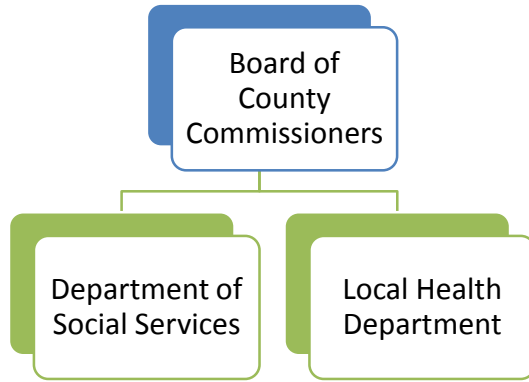 Board of
County
Commissioners
Department of
Social Services
Local Health
Department